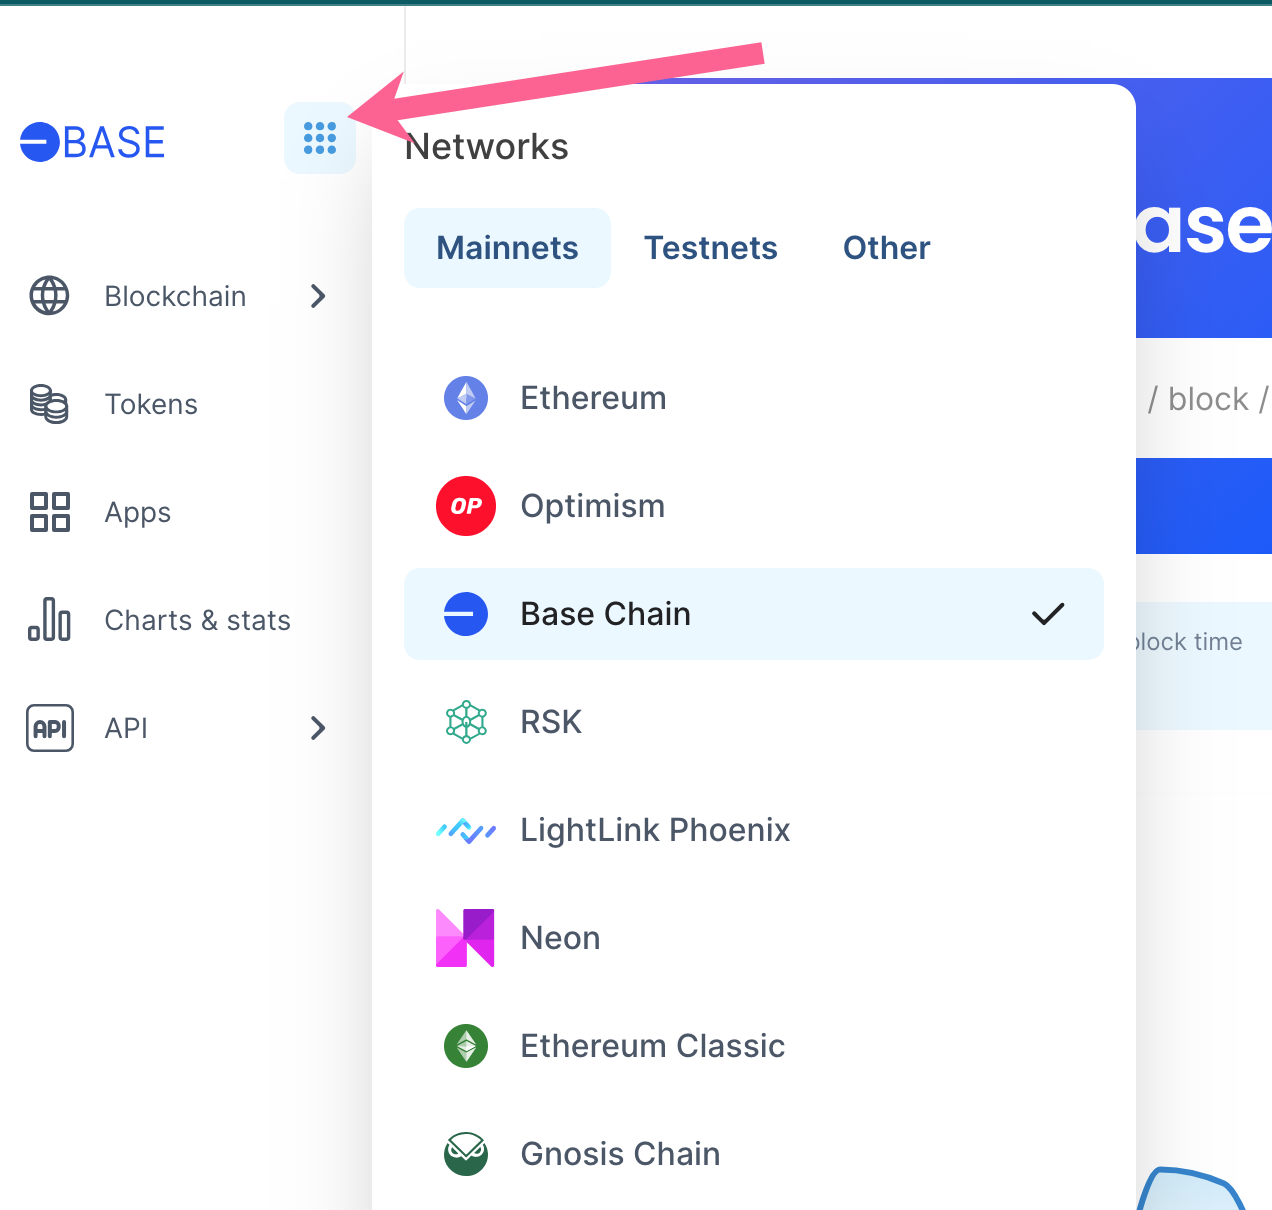 BASE
Blockchain
Tokens
Apps
Charts & stats
API API
Networks
Mainnets Testnets Other
Ethereum
OP Optimism
Base Chain
RSK
LightLink Phoenix
Neon
Ethereum Classic
Gnosis Chain
ase
/ block /
block time